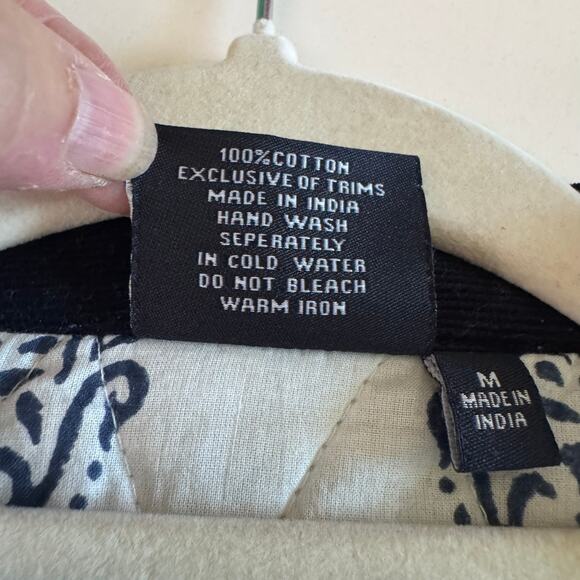 100%COTTON
EXCLUSIVE OF TRIMS
MADE IN INDIA
HAND WASH
SEPERATELY
IN COLD WATER
DO NOT BLEACH
WARM IRON
M
MADE IN
INDIA